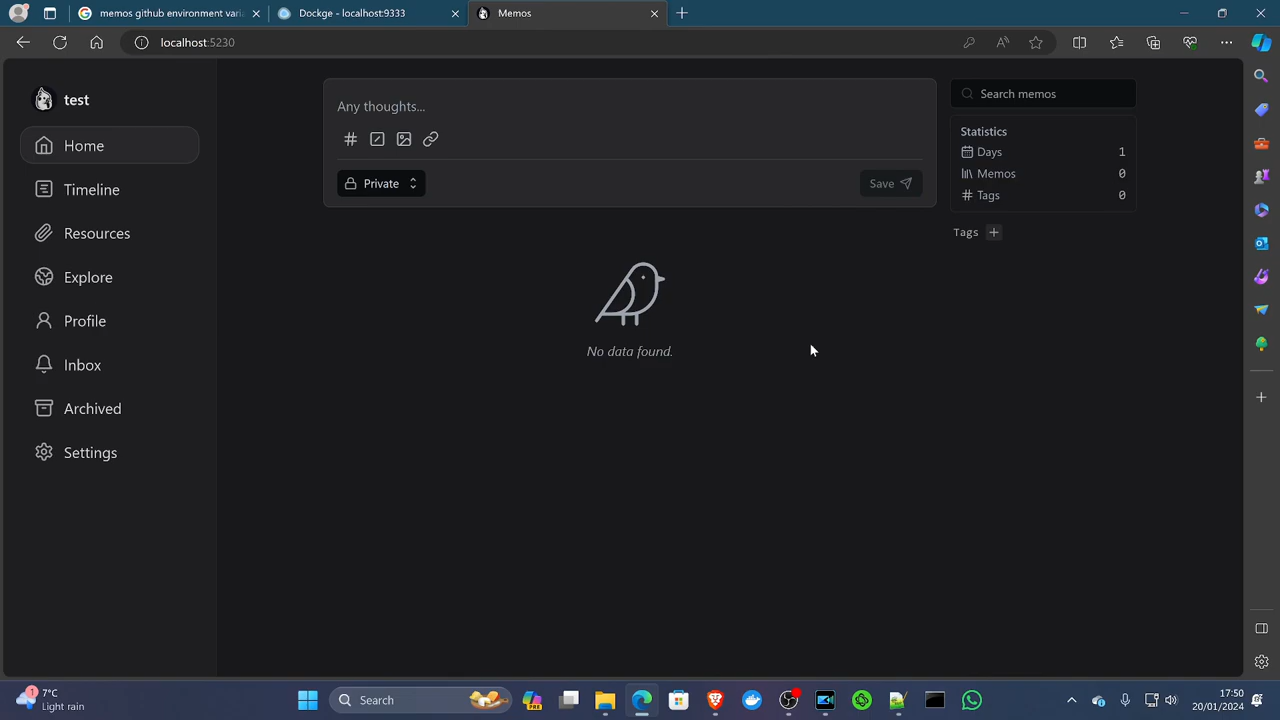 memos github environment vari
Dockge - localhost:9333
Memos
localhost:5230
test
Home
Timeline
Resources
Explore
Profile
Inbox
Archived
Settings
Any thoughts...
Private
Save
No data found.
Search memos
Statistics
Days 1
Memos 0
Tags 0
Tags
1
7°C
Light rain
Search
PRE
17:50
20/01/2024